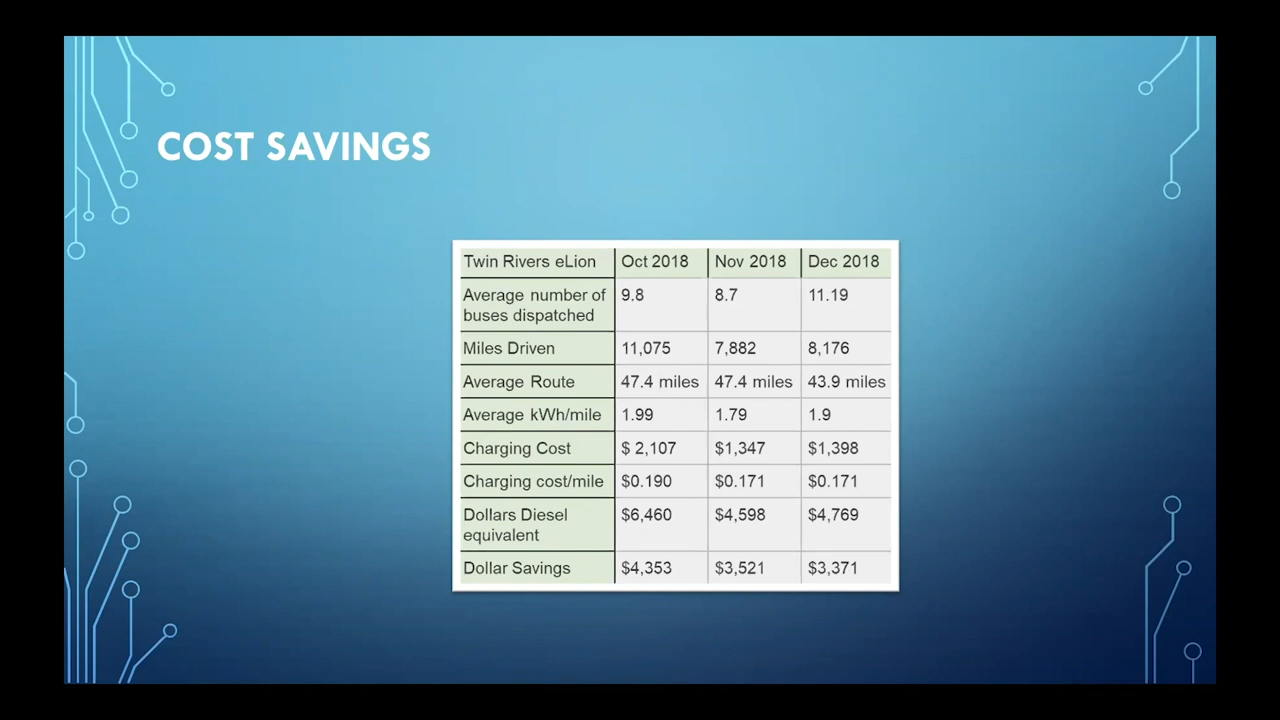 COST SAVINGS
Twin Rivers eLion Oct 2018 Nov 2018 Dec 2018
Average number of 9.8 8.7 11.19
buses dispatched
Miles Driven 11,075 7,882 8,176
Average Route 47.4 miles 47.4 miles 43.9 miles
Average kWh/mile 1.99 1.79 1.9
Charging Cost $ 2,107 $1,347 $1,398
Charging cost/mile $0.190 $0.171 $0.171
Dollars Diesel $6,460 $4,598 $4,769
equivalent
Dollar Savings $4,353 $3,521 $3,371